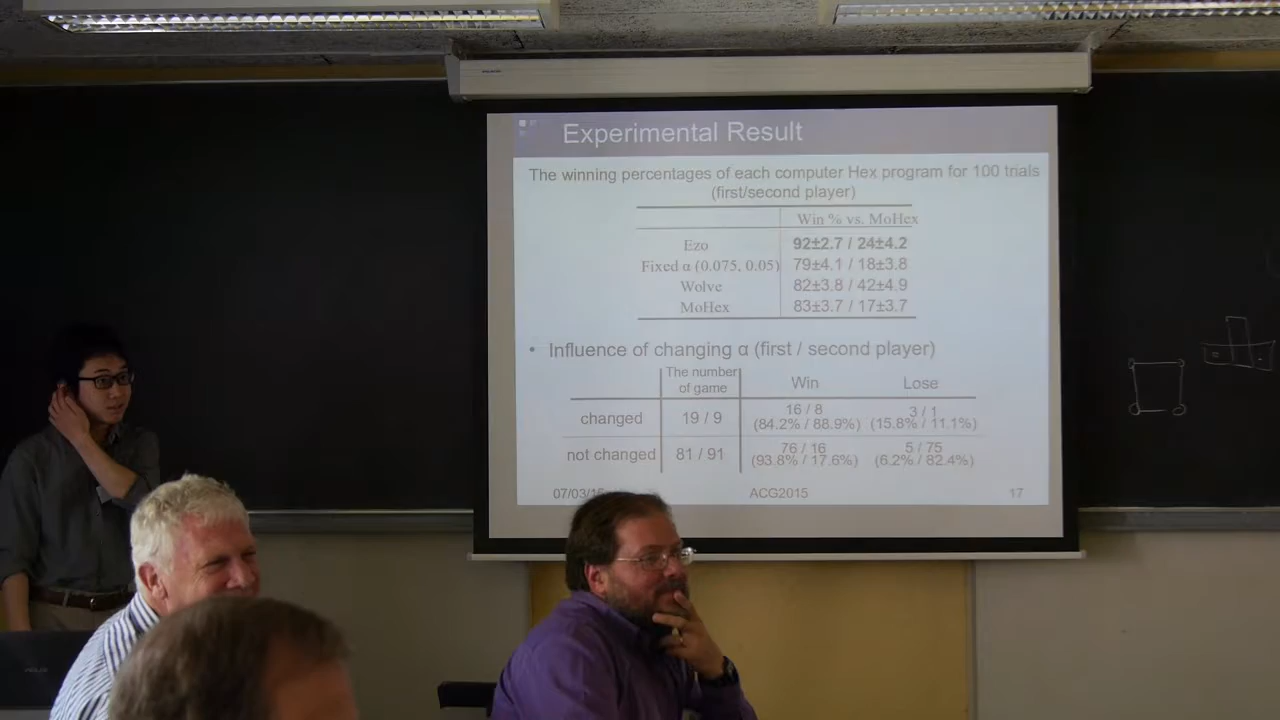 Experimental Result
The winning percentages of each computer Hex program for 100 trials
(first/second player)
Win % vs. MoHex
Ezo 92±2.7 / 24±4.2
Fixed α (0.075, 0.05) 79±4.1 / 18±3.8
Wolve 82±3.8 / 42±4.9
MoHex 83±3.7 / 17±3.7
• Influence of changing α (first / second player)
The number
of game Win Lose
changed 19 / 9 16 / 8 3 / 1
(84.2% / 88.9%) (15.8% / 11.1%)
not changed 81 / 91 76 / 16 5 / 75
(93.8% / 17.6%) (6.2% / 82.4%)
07/03/15 ACG2015 17
ASUS